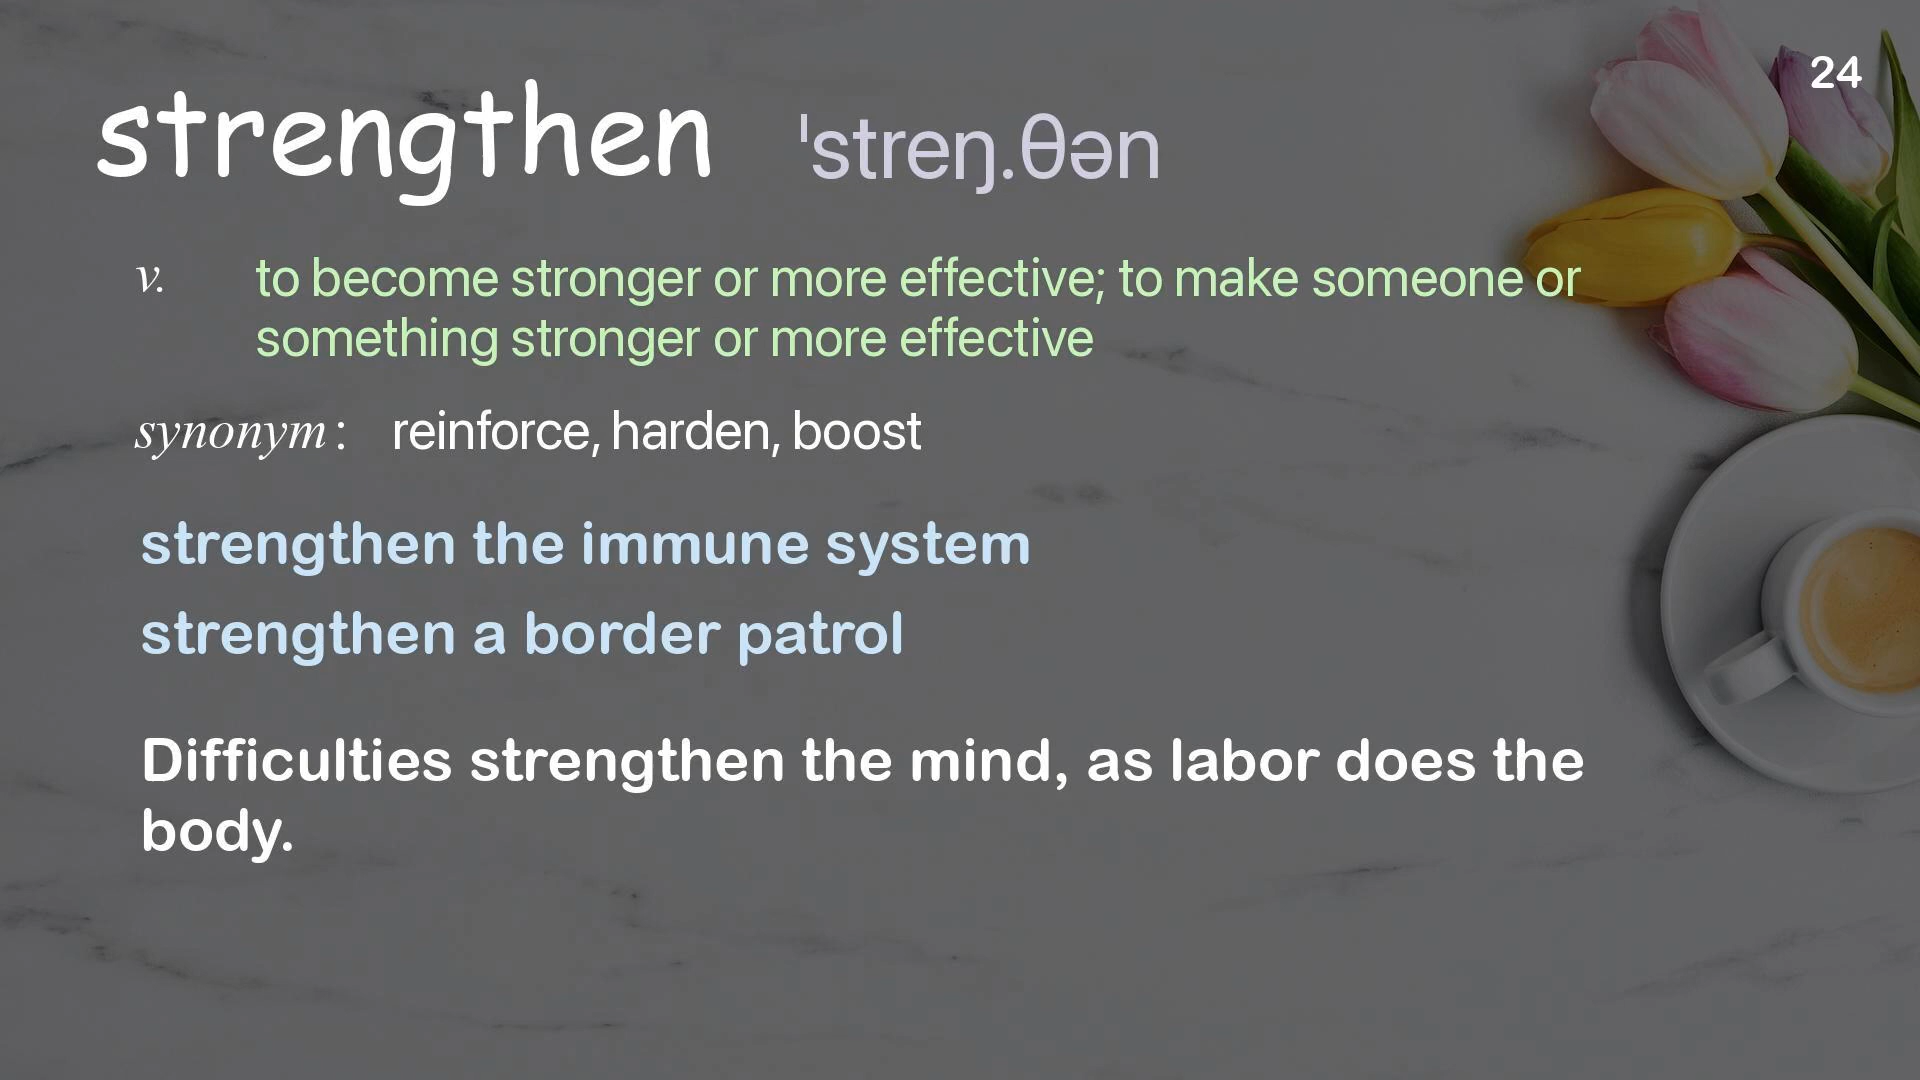 24
strengthen ˈstreŋ.θən
v. to become stronger or more effective; to make someone or
something stronger or more effective
synonym: reinforce, harden, boost
strengthen the immune system
strengthen a border patrol
Difficulties strengthen the mind, as labor does the
body.